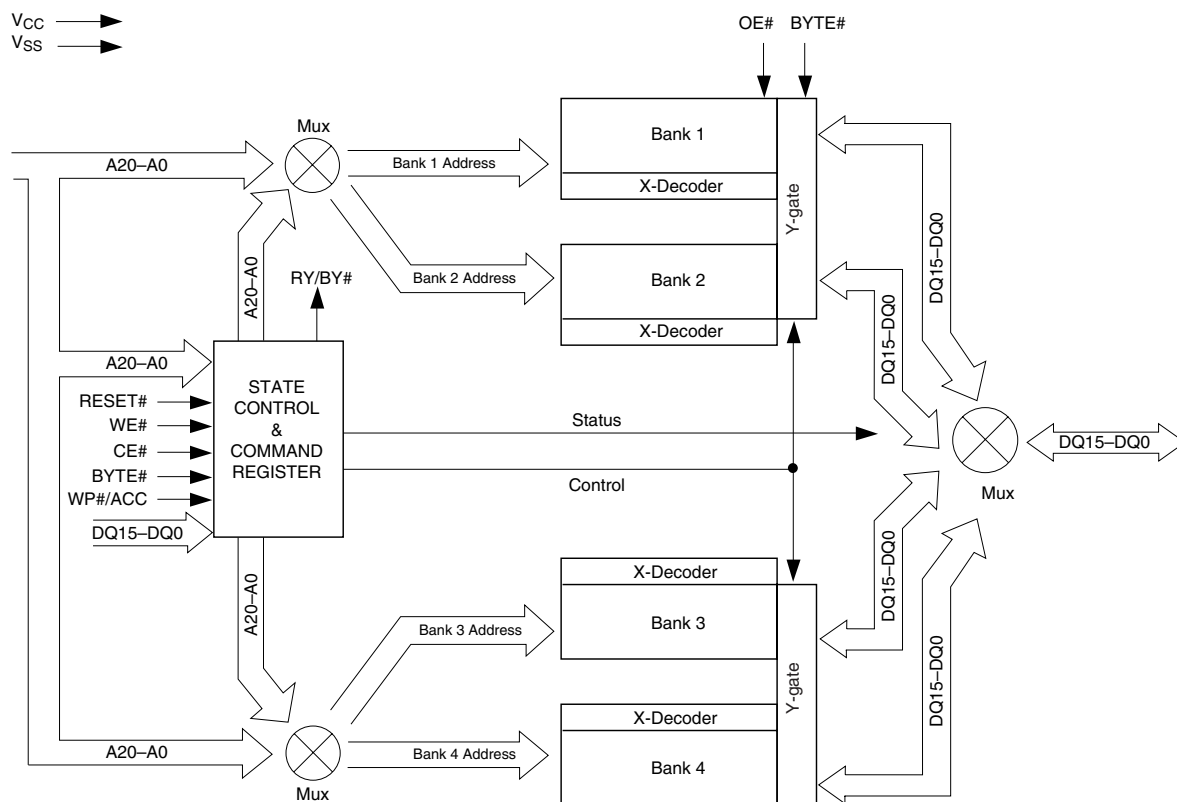 VCC
VSS
OE# BYTE#
Mux
Bank 1
A20–A0
Bank 1 Address
X-Decoder
Y-gate
DQ15–DQ0
A20–A0
RY/BY#
Bank 2 Address
Bank 2
X-Decoder
DQ15–DQ0
A20–A0
RESET#
WE#
CE#
BYTE#
WP#/ACC
DQ15–DQ0
STATE
CONTROL
&
COMMAND
REGISTER
Status
Control
DQ15–DQ0
Mux
A20–A0
X-Decoder
Bank 3
Bank 3 Address
DQ15–DQ0
Y-gate
DQ15–DQ0
X-Decoder
Bank 4
Bank 4 Address
A20–A0
Mux